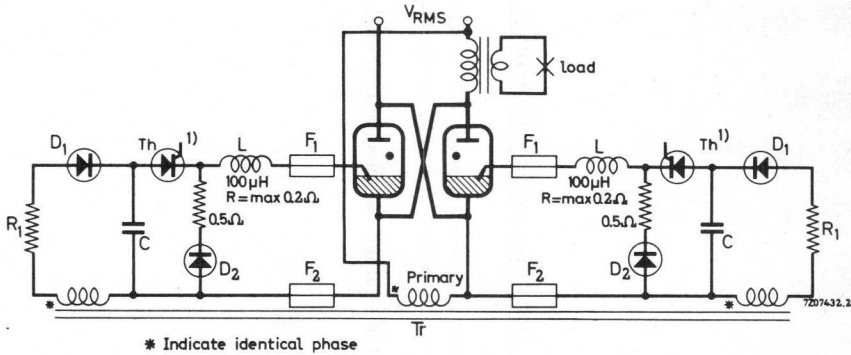 V RMS
load
D1
Th 1)
L
F1
F1
L
Th 1)
D1
100μH
R=max 0.2Ω
100μH
R=max 0.2Ω
R1
C
0.5Ω
D2
0.5Ω
D2
C
R1
F2
Primary
F2
*
*
*
7Z07432.2
Tr
* Indicate identical phase